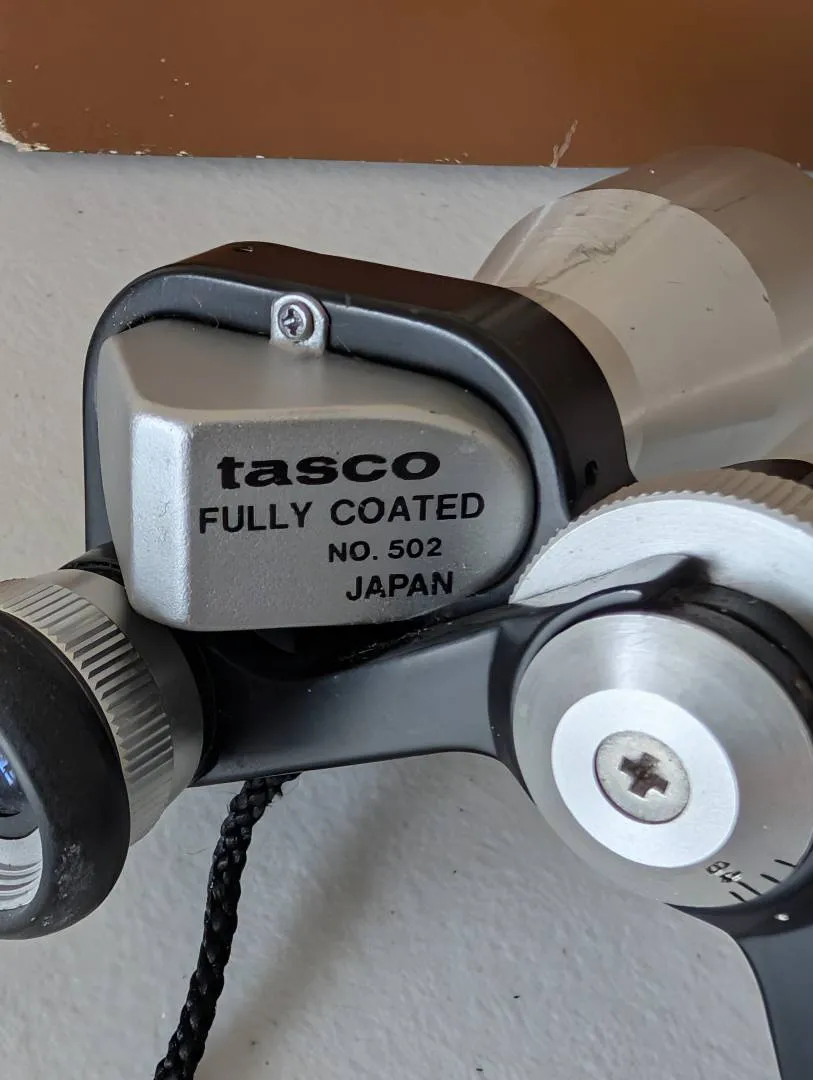 tasco
FULLY COATED
NO. 502
JAPAN